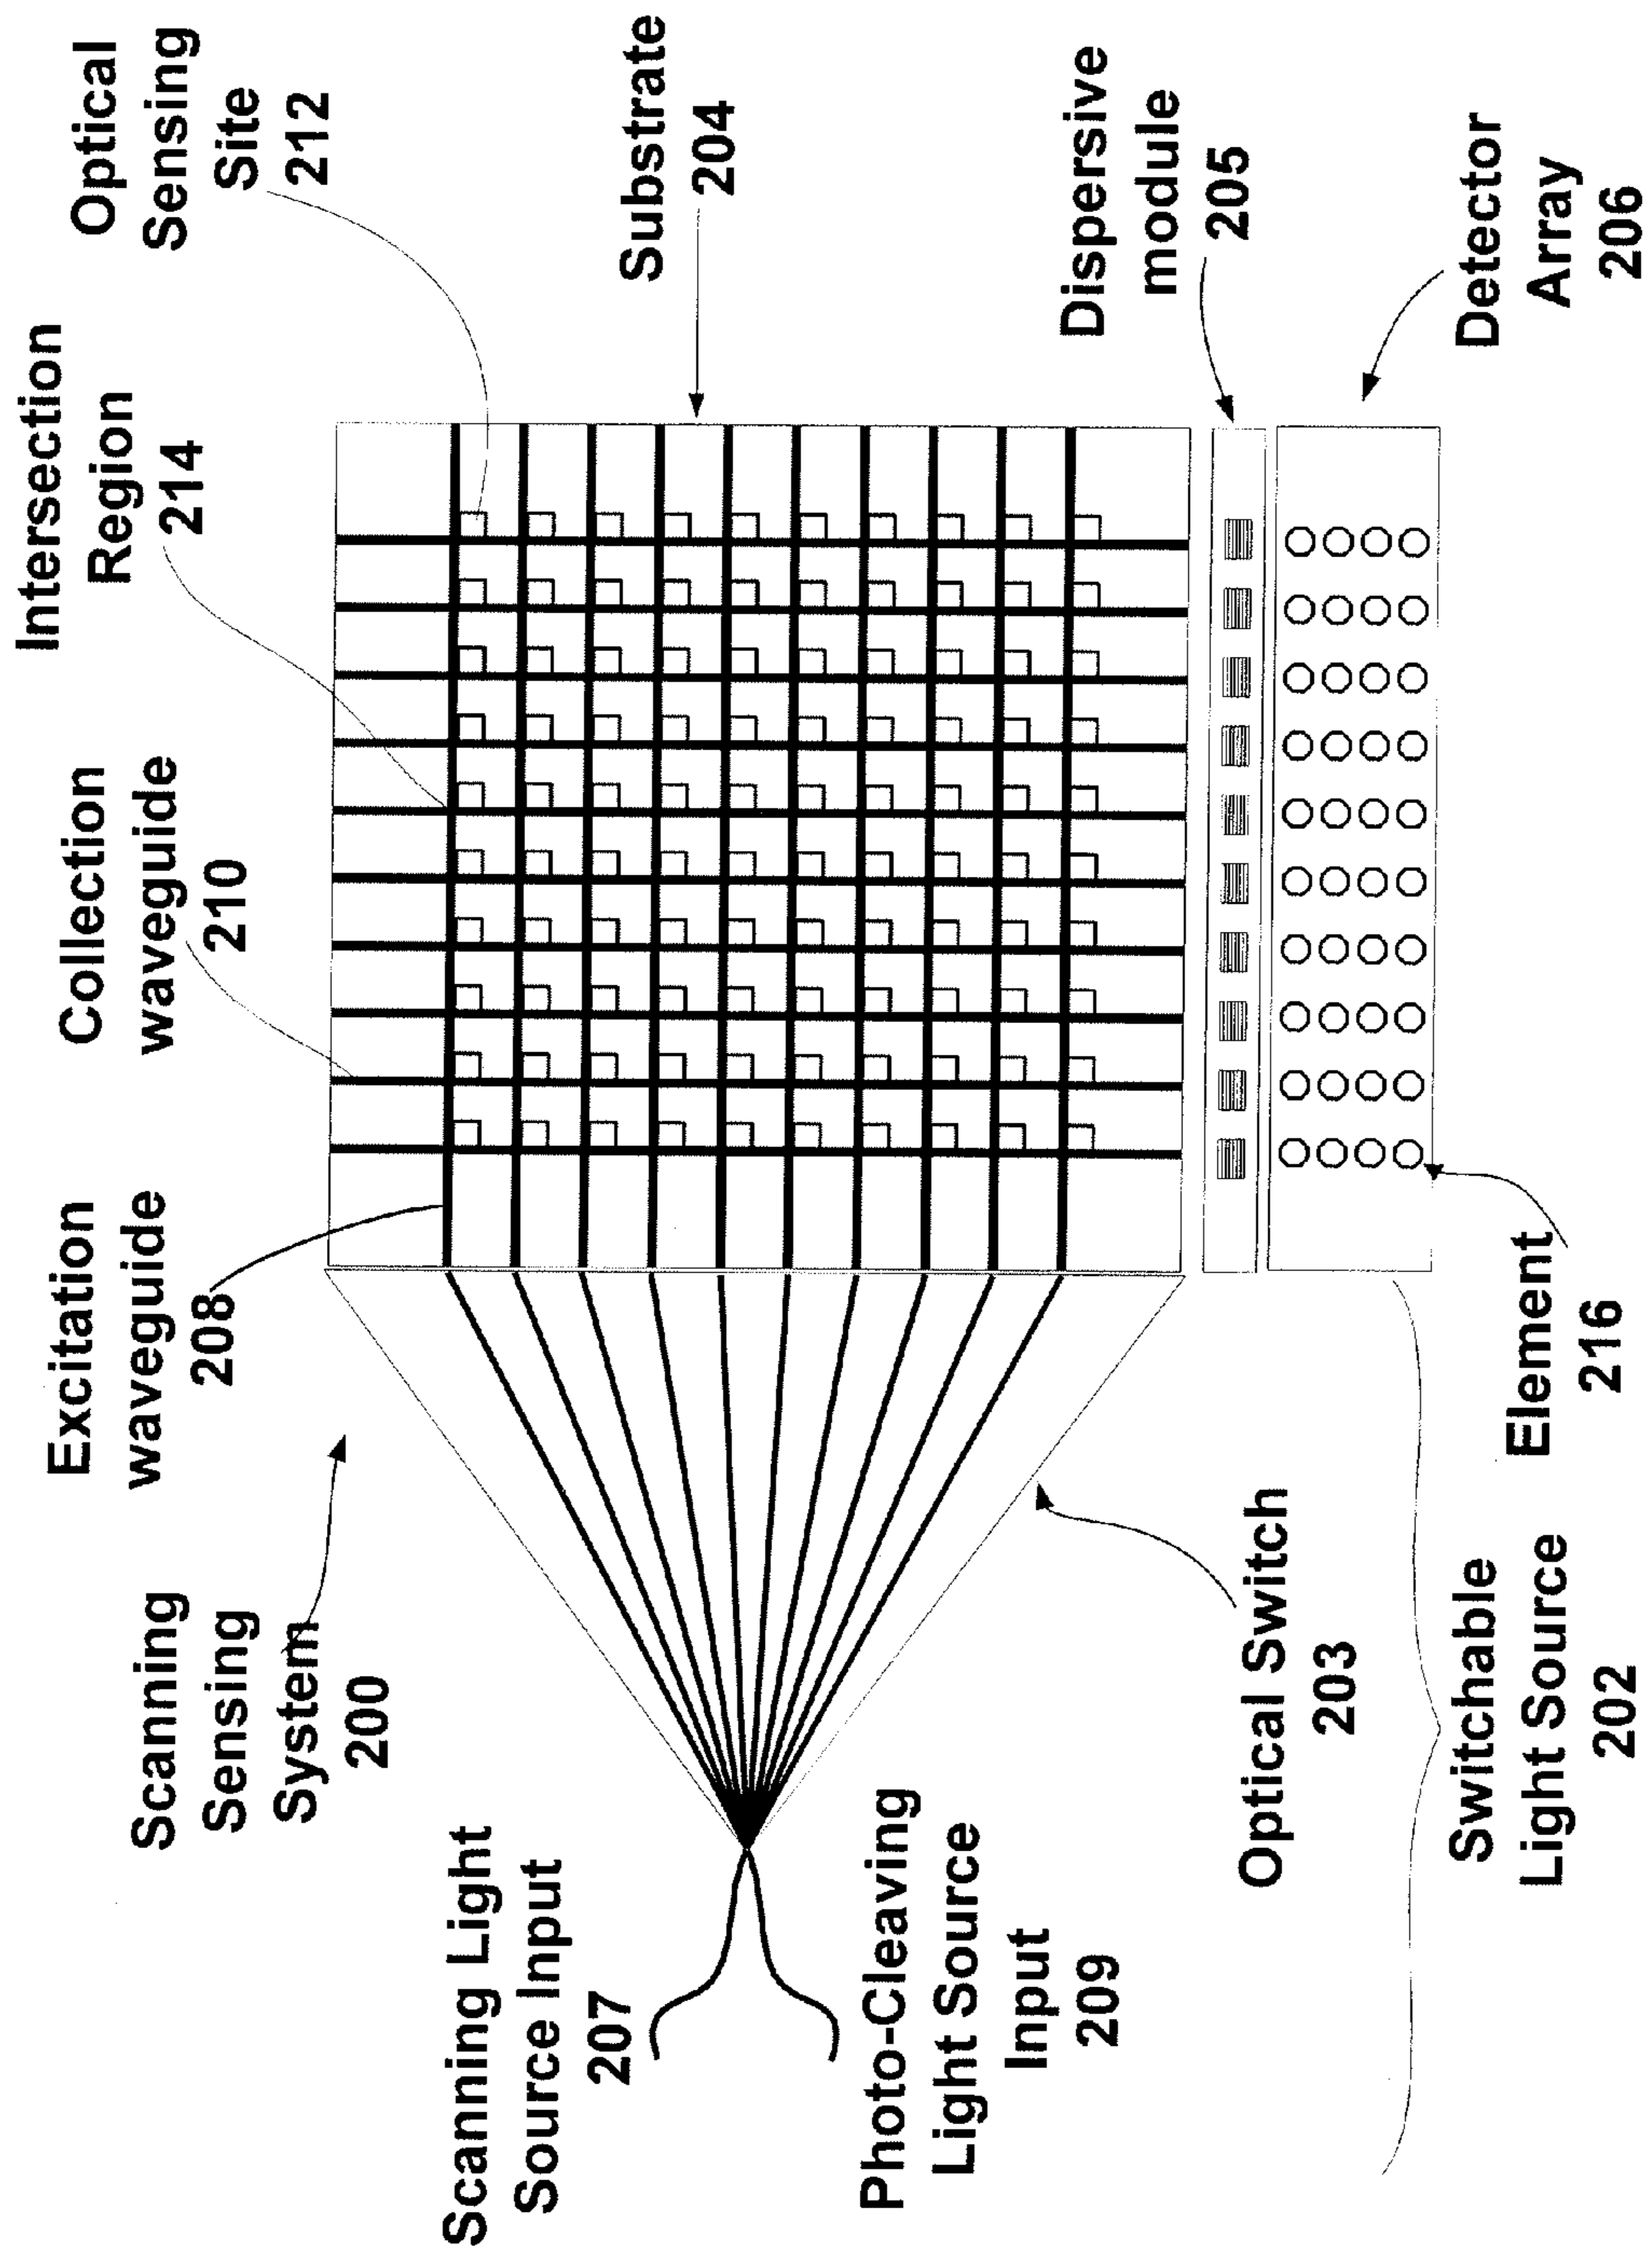 Scanning
Sensing
System
200
Excitation
waveguide
208
Collection
waveguide
210
Intersection
Region
214
Optical
Sensing
Site
212
Scanning Light
Source Input
207
Substrate
204
Photo-Cleaving
Light Source
Input
209
Optical Switch
203
Dispersive
module
205
Switchable
Light Source
202
Element
216
Detector
Array
206